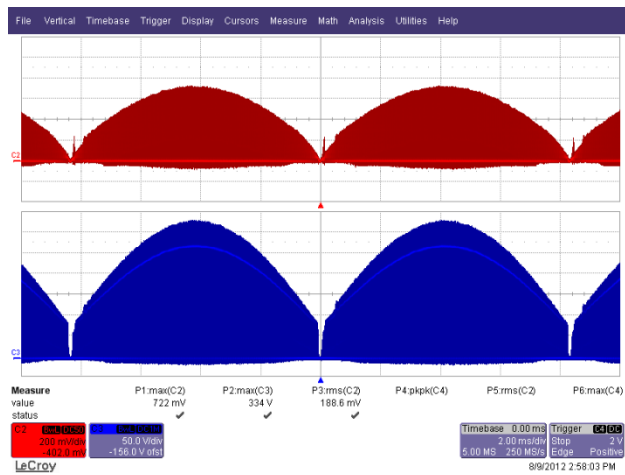 File Vertical Timebase Trigger Display Cursors Measure Math Analysis Utilities Help
C2
C3
Measure P1:max(C2) P2:max(C3) P3:rms(C2) P4:pkpk(C4) P5:rms(C2) P6:max(C4)
value 722 mV 334 V 188.6 mV
status
C2 BwL DC50
200 mV/div 50.0 V/div
-402.0 mV -156.0 V ofst
Timebase 0.00 ms Trigger C4 DC
2.00 ms/div Stop 2 V
5.00 MS 250 MS/s Edge Positive
LeCroy 8/9/2012 2:58:03 PM